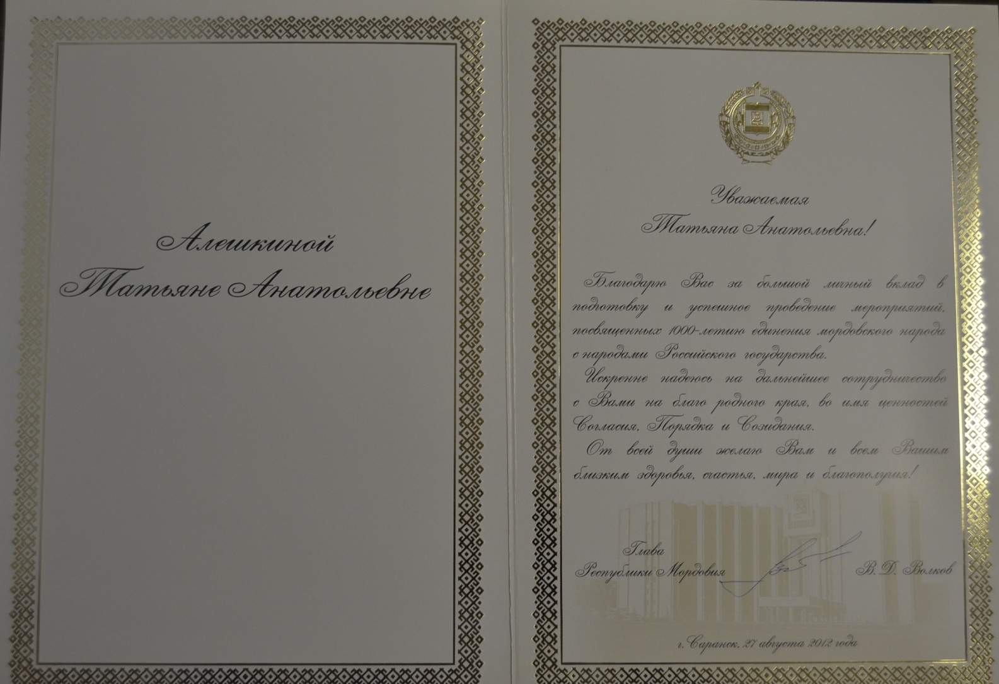 Алешкиной
Татьяне Анатольевне
Уважаемая
Татьяна Анатольевна!
Благодарю Вас за большой личный вклад в
подготовку и успешное проведение мероприятий,
посвященных 1000-летию единения мордовского народа
с народами Российского государства.
Искренне надеюсь на дальнейшее сотрудничество
с Вами на благо родного края, во имя ценностей
Согласия, Порядка и Созидания.
От всей души желаю Вам и всем Вашим
близким здоровья, счастья, мира и благополучия!
Глава
Республики Мордовия
В. Д. Волков
г. Саранск, 27 августа 2012 года